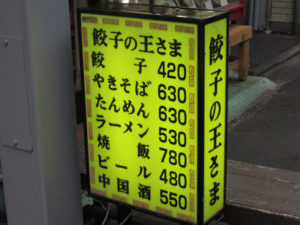 餃子の王さま
餃子 420
やきそば 630
たんめん 630
ラーメン 530
焼飯 780
ビール 480
中国酒 550
餃子の王さま